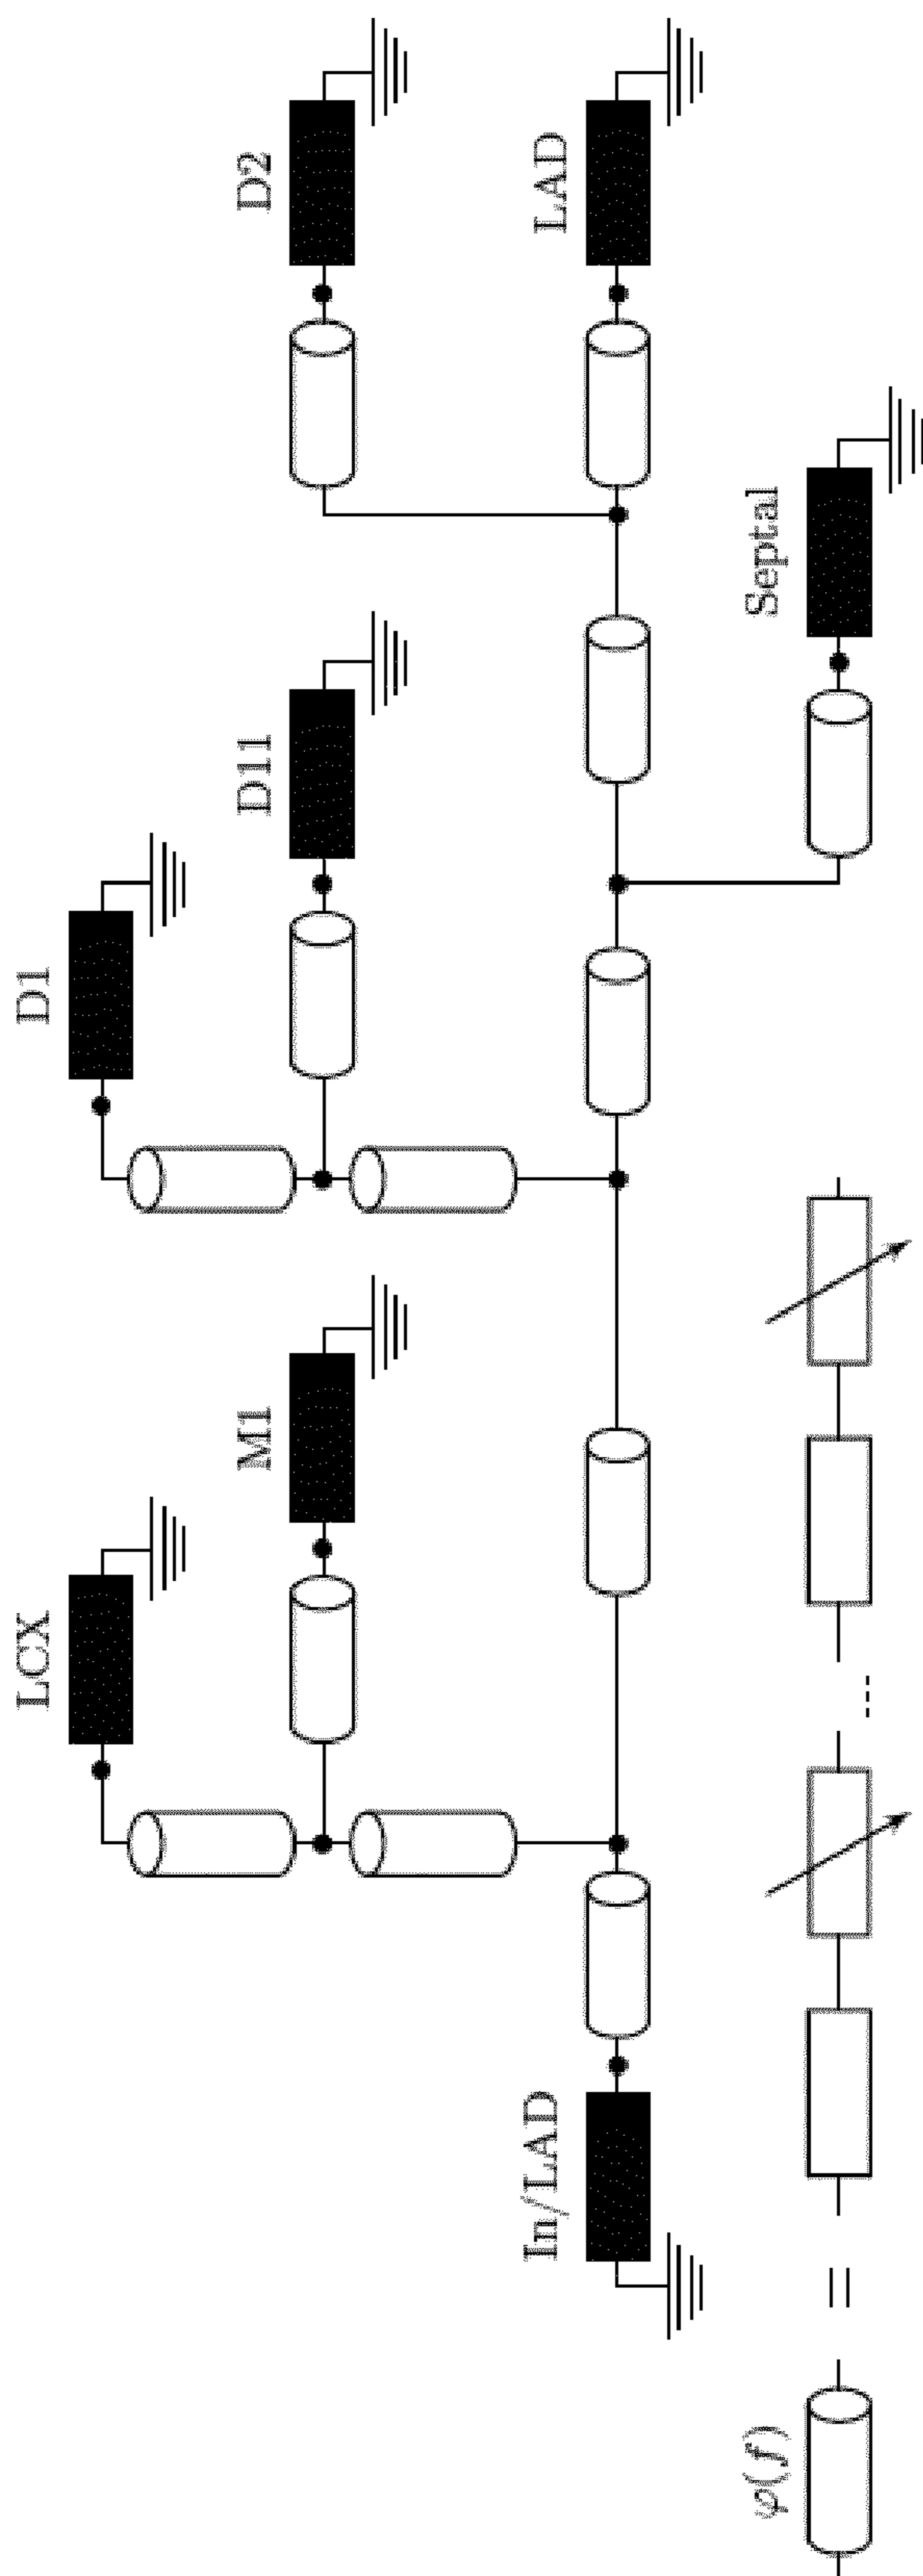 LCX
D1
M1
D11
D2
In/LAD
LAD
Septal
φ(f)
=